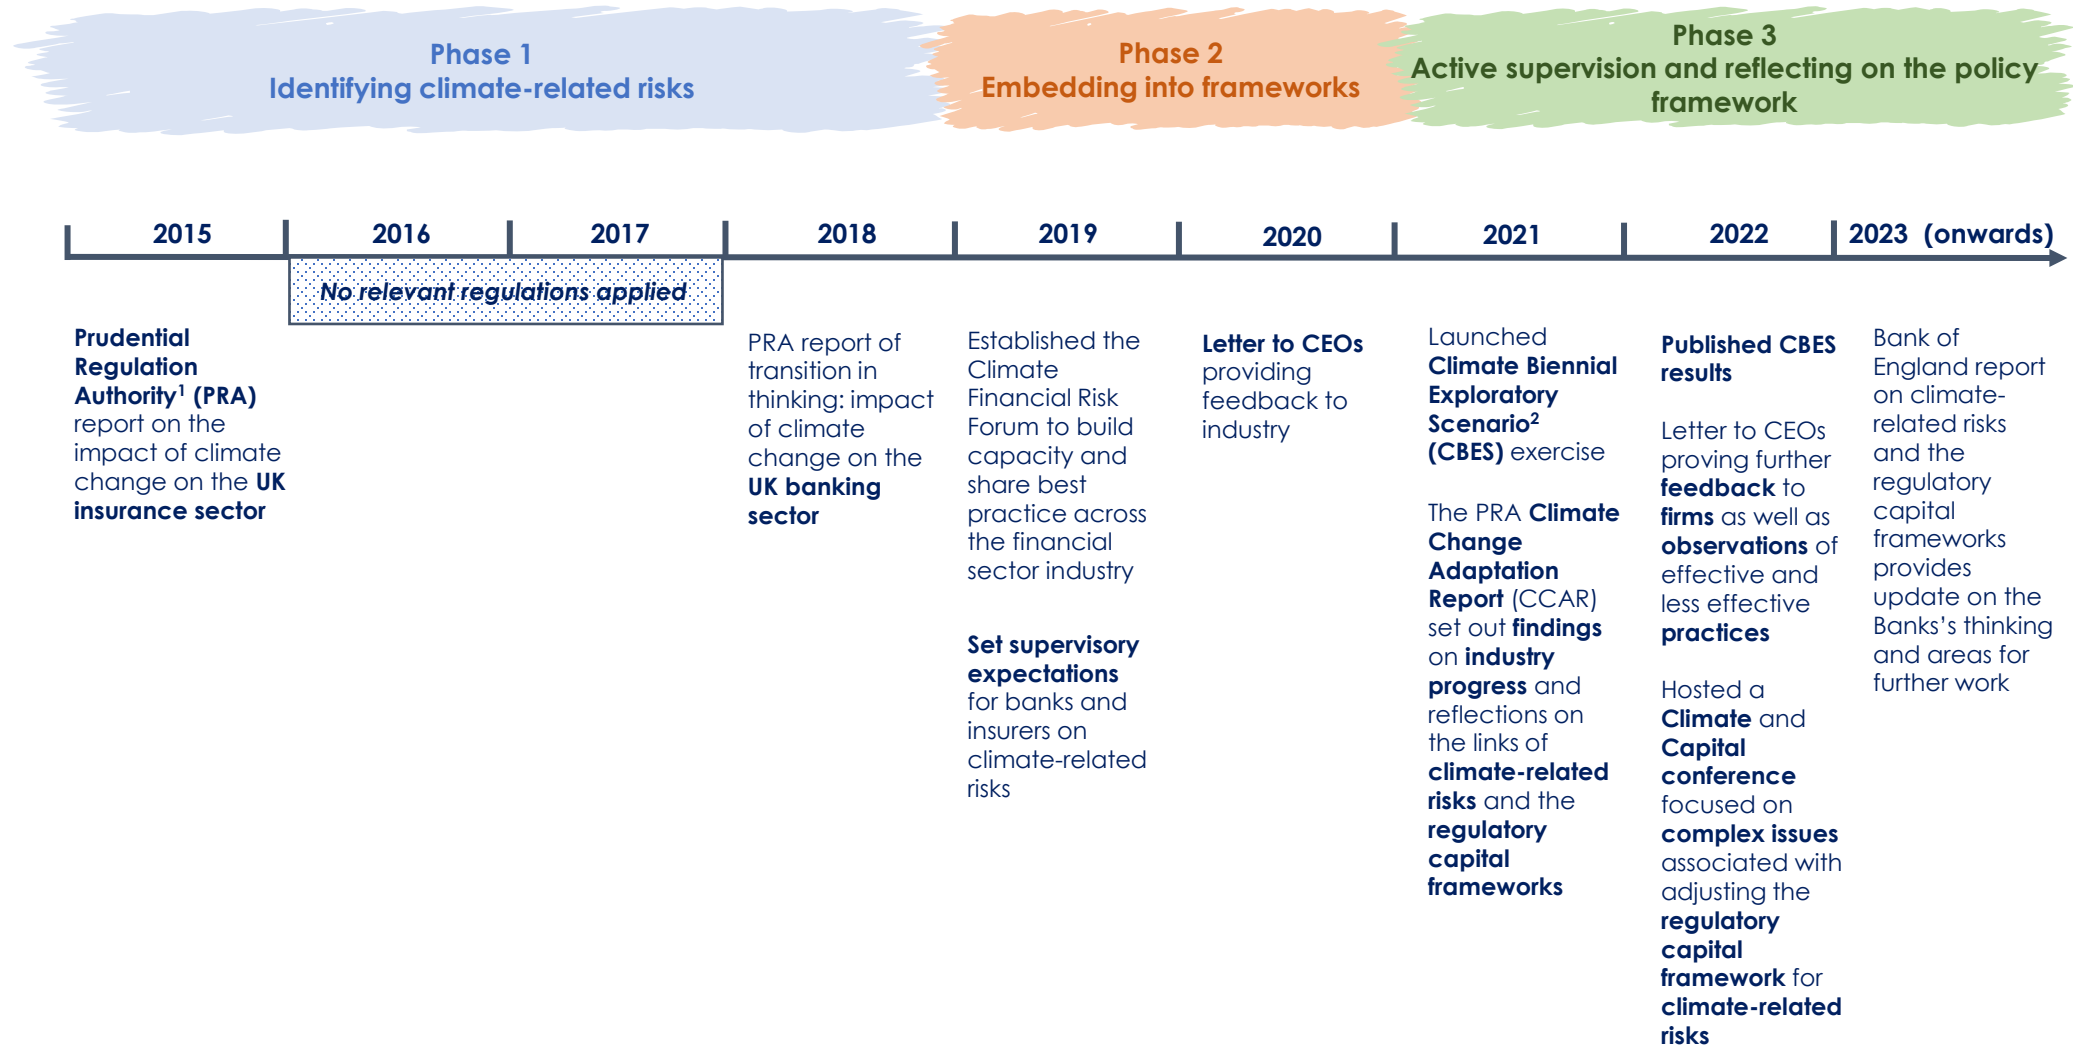 Phase 1
Identifying climate-related risks
Phase 2
Embedding into frameworks
Phase 3
Active supervision and reflecting on the policy
framework
2015
2016
2017
2018
2019
2020
2021
2022
2023 (onwards)
No relevant regulations applied
Prudential
Regulation
Authority¹ (PRA)
report on the
impact of climate
change on the UK
insurance sector
PRA report of
transition in
thinking: impact
of climate
change on the
UK banking
sector
Established the
Climate
Financial Risk
Forum to build
capacity and
share best
practice across
the financial
sector industry
Set supervisory
expectations
for banks and
insurers on
climate-related
risks
Letter to CEOs
providing
feedback to
industry
Launched
Climate Biennial
Exploratory
Scenario²
(CBES) exercise
The PRA Climate
Change
Adaptation
Report (CCAR)
set out findings
on industry
progress and
reflections on
the links of
climate-related
risks and the
regulatory
capital
frameworks
Published CBES
results
Letter to CEOs
proving further
feedback to
firms as well as
observations of
effective and
less effective
practices
Hosted a
Climate and
Capital
conference
focused on
complex issues
associated with
adjusting the
regulatory
capital
framework for
climate-related
risks
Bank of
England report
on climate-
related risks
and the
regulatory
capital
frameworks
provides
update on the
Banks's thinking
and areas for
further work